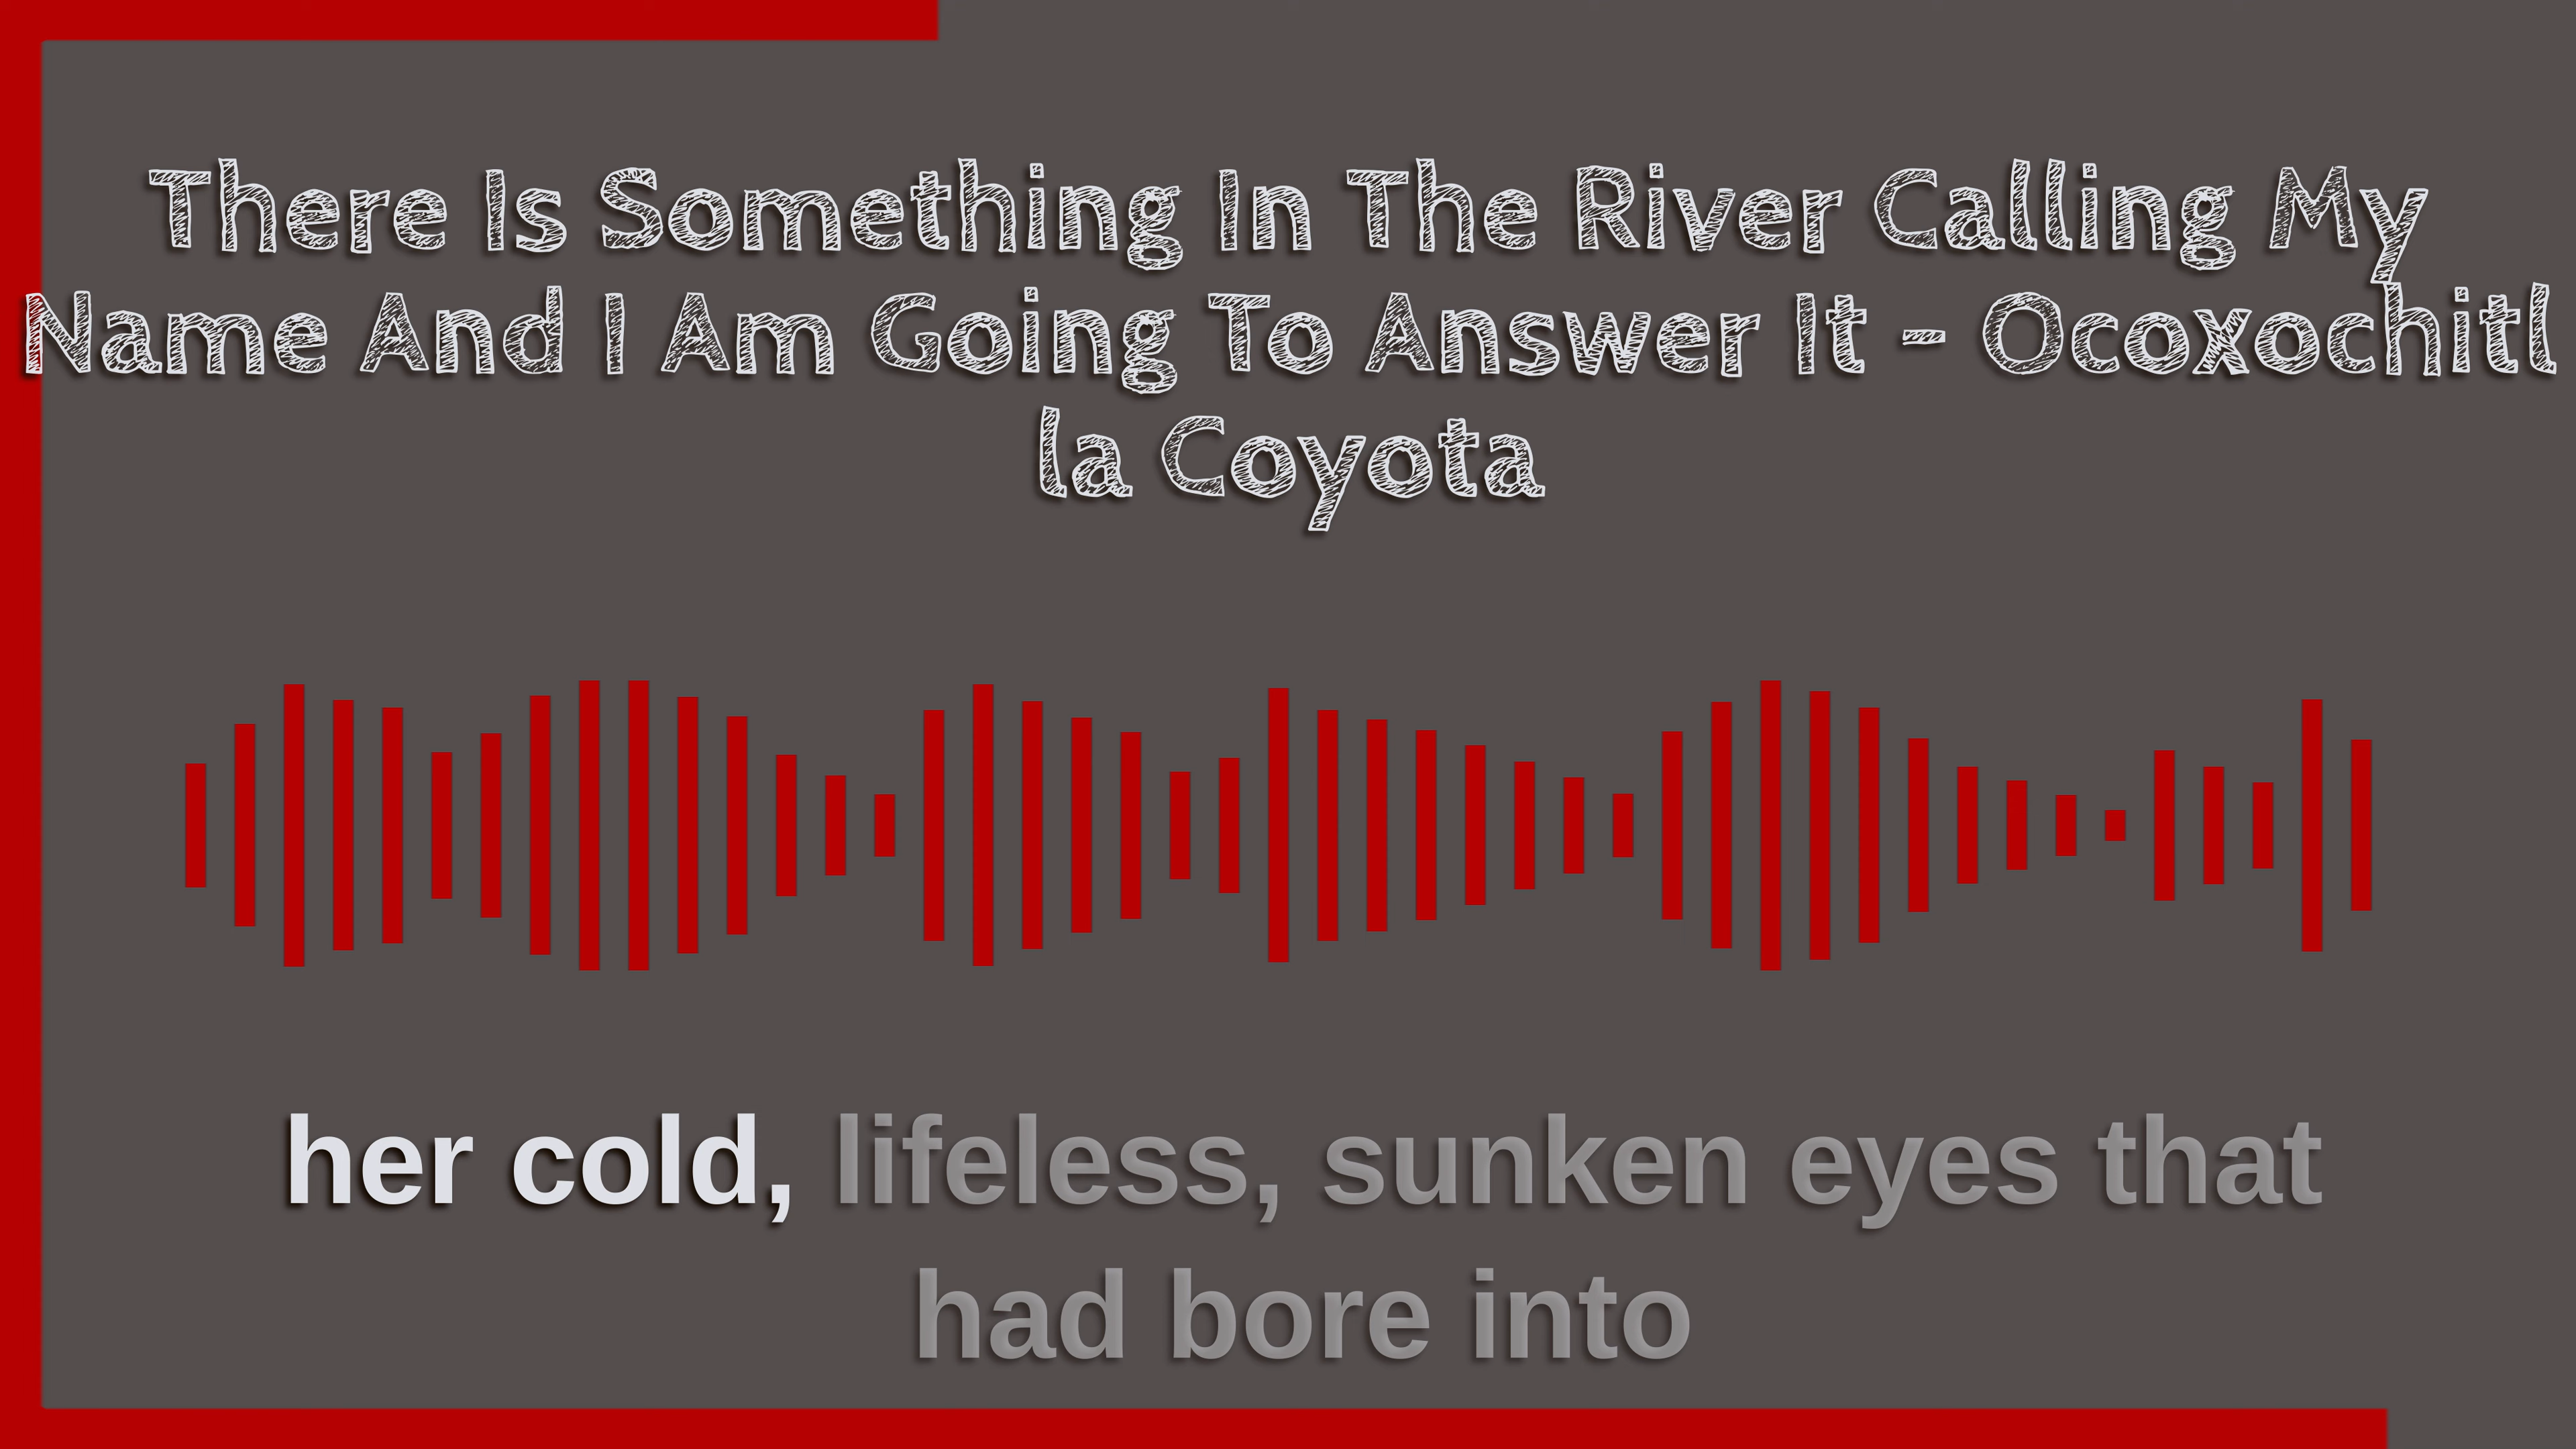 There Is Something In The River Calling My
Name And I Am Going To Answer It - Ocoxochitl
la Coyota
her cold, lifeless, sunken eyes that
had bore into